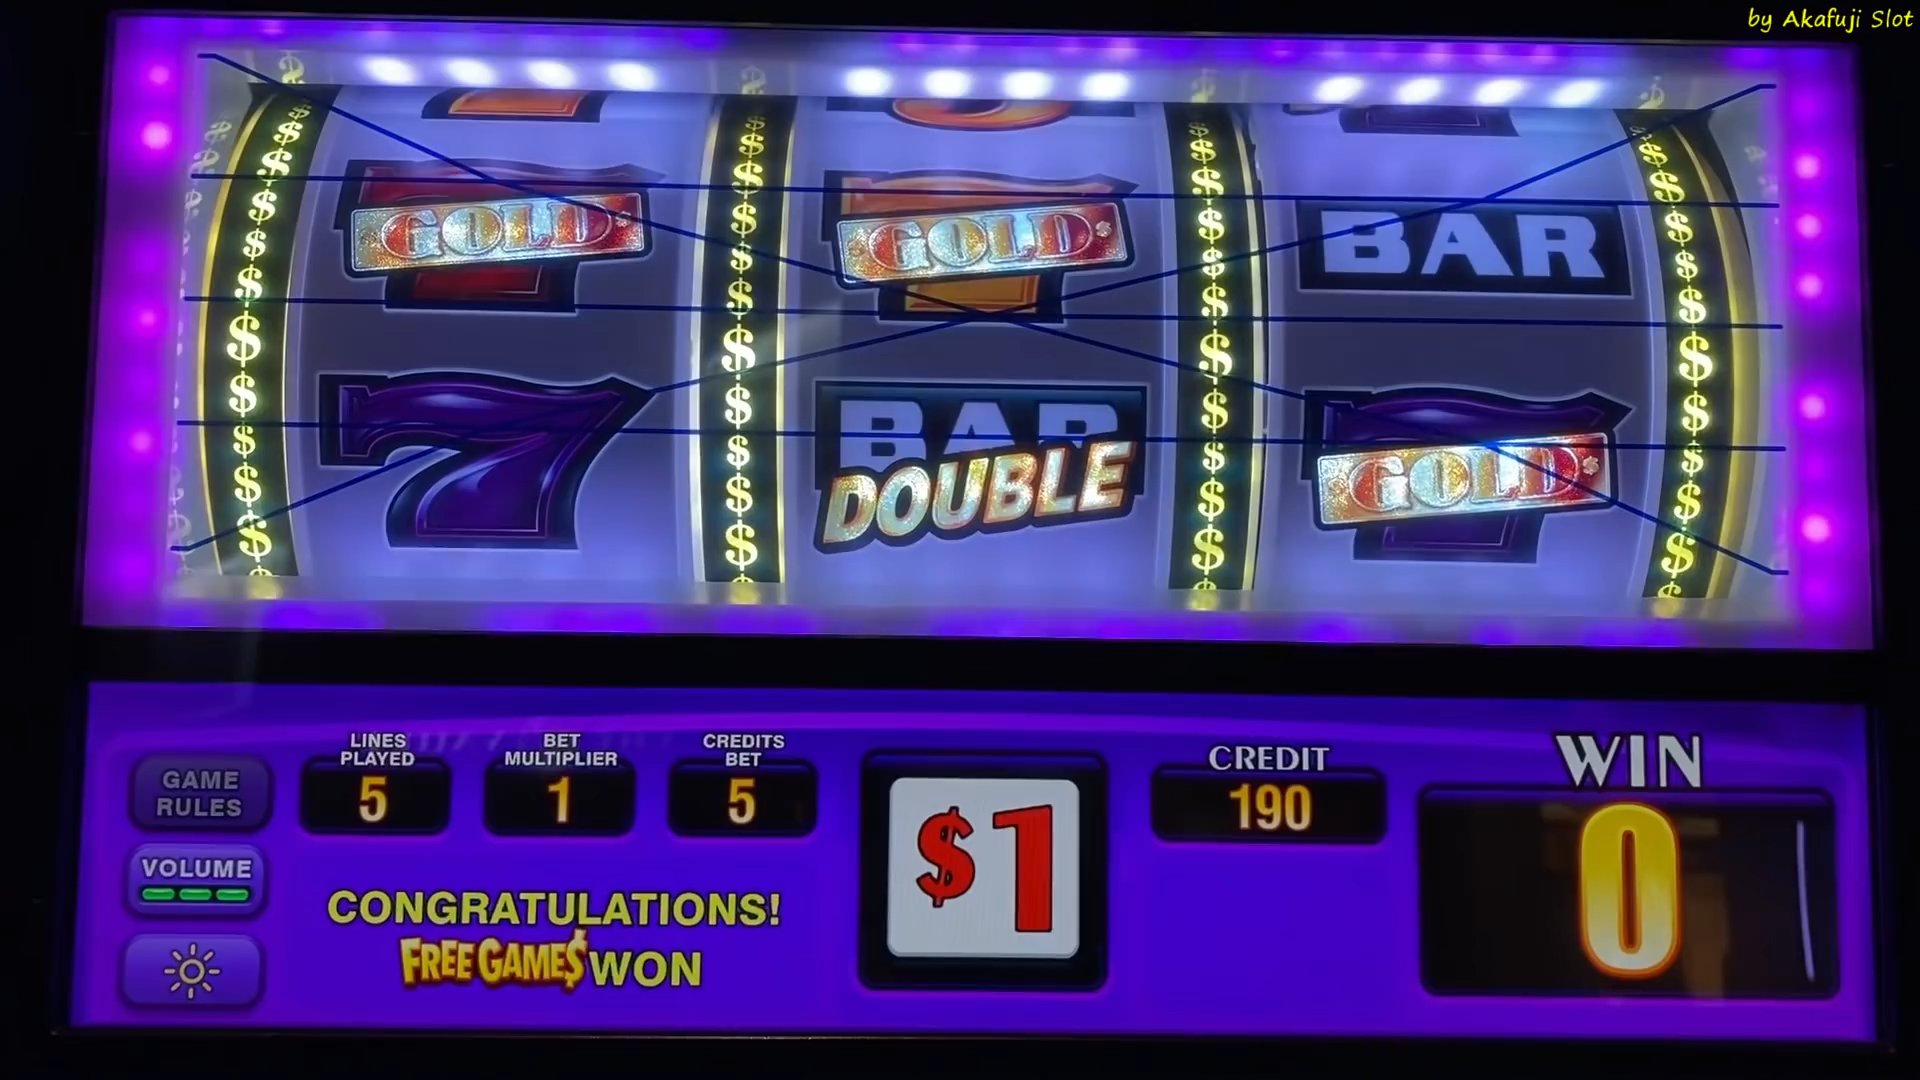 by Akafuji Slot
GOLD
GOLD
BAR
7
BAR
DOUBLE
GOLD
GAME
RULES
LINES
PLAYED
5
BET
MULTIPLIER
1
CREDITS
BET
5
$1
CREDIT
190
WIN
0
VOLUME
CONGRATULATIONS!
FREE GAME$ WON